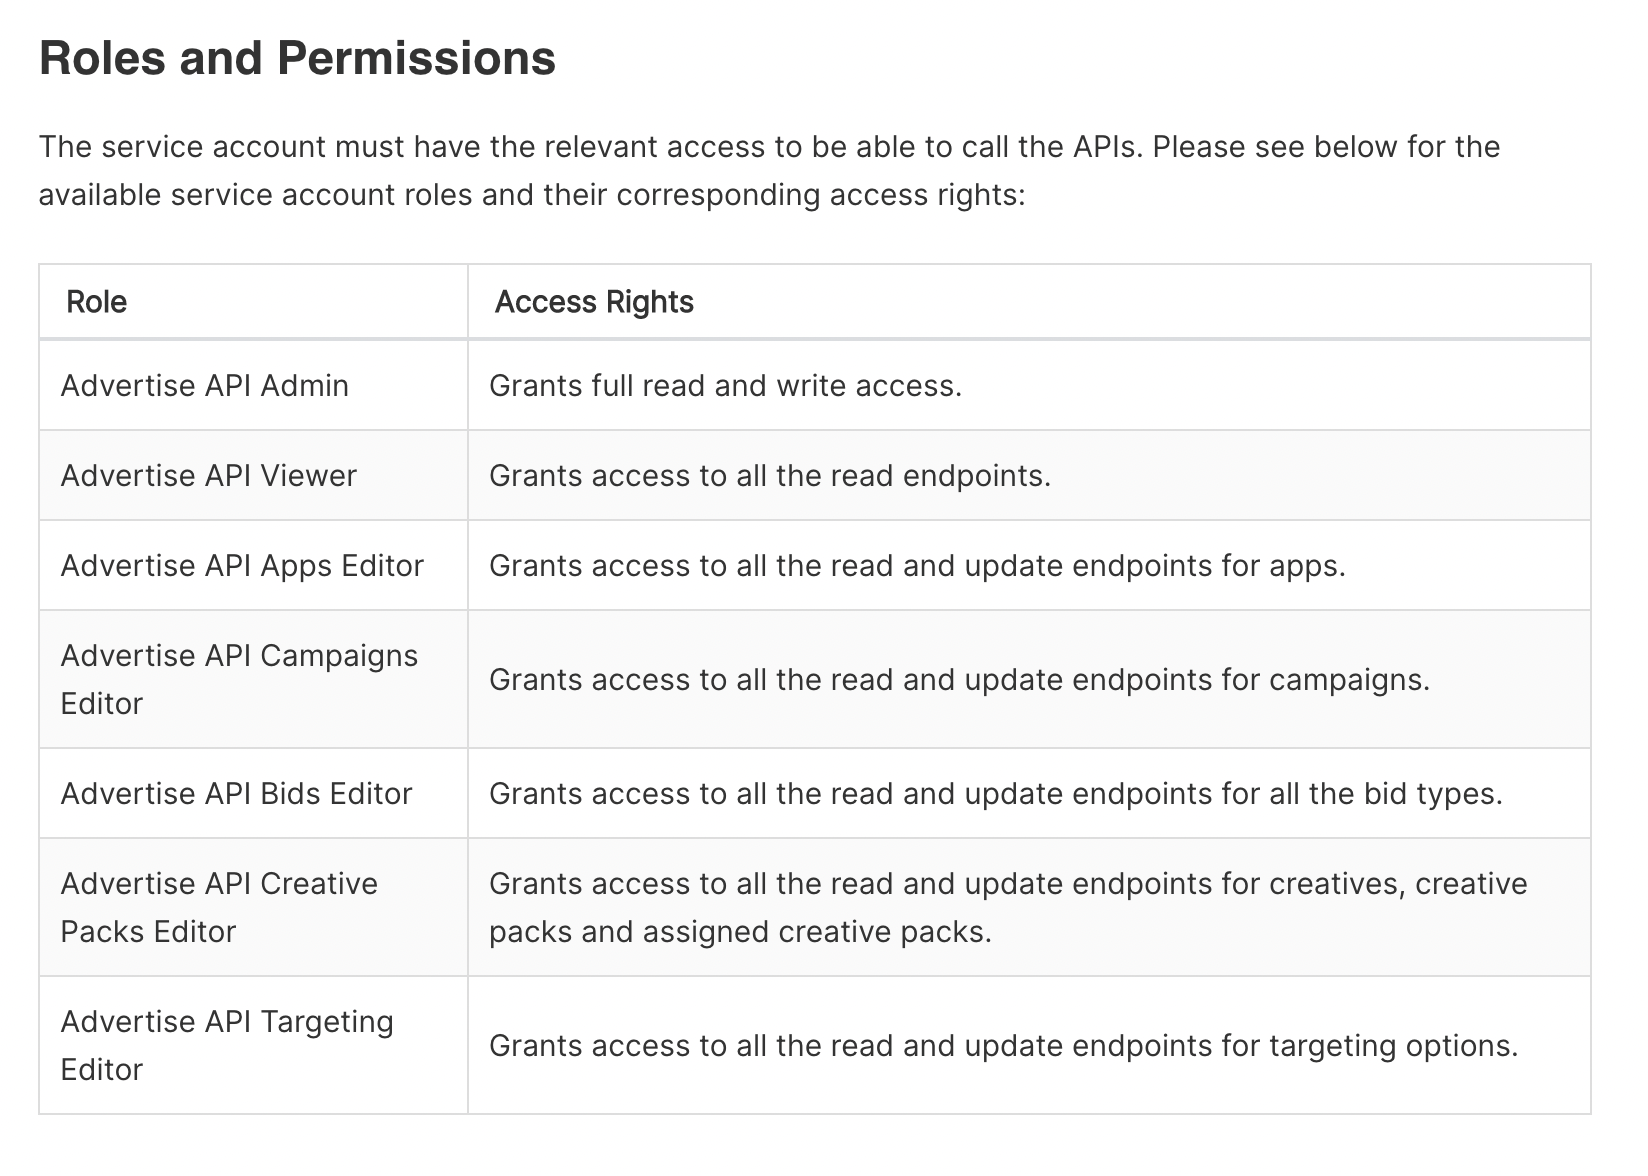 Roles and Permissions
The service account must have the relevant access to be able to call the APIs. Please see below for the
available service account roles and their corresponding access rights:
Role
Access Rights
Advertise API Admin
Grants full read and write access.
Advertise API Viewer
Grants access to all the read endpoints.
Advertise API Apps Editor
Grants access to all the read and update endpoints for apps.
Advertise API Campaigns
Editor
Grants access to all the read and update endpoints for campaigns.
Advertise API Bids Editor
Grants access to all the read and update endpoints for all the bid types.
Advertise API Creative
Packs Editor
Grants access to all the read and update endpoints for creatives, creative
packs and assigned creative packs.
Advertise API Targeting
Editor
Grants access to all the read and update endpoints for targeting options.